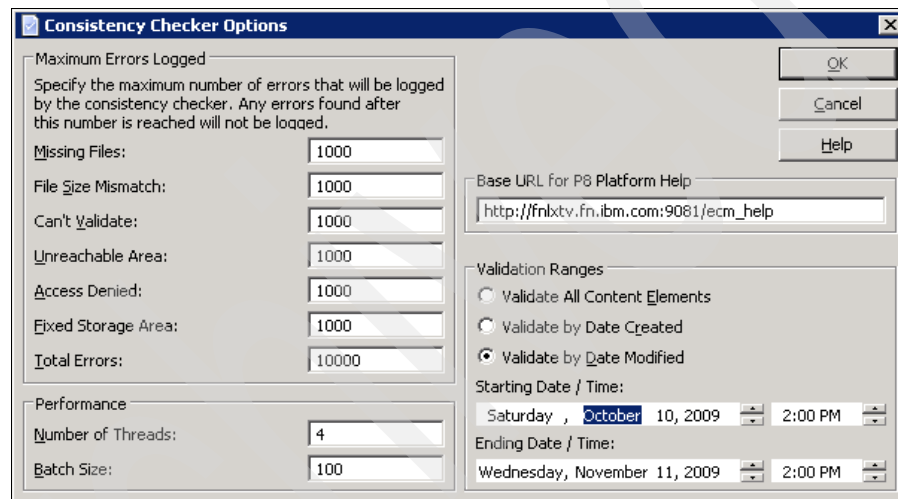 Consistency Checker Options
Maximum Errors Logged
Specify the maximum number of errors that will be logged
by the consistency checker. Any errors found after
this number is reached will not be logged.
Missing Files: 1000
File Size Mismatch: 1000
Can't Validate: 1000
Unreachable Area: 1000
Access Denied: 1000
Fixed Storage Area: 1000
Total Errors: 10000
Performance
Number of Threads: 4
Batch Size: 100
OK
Cancel
Help
Base URL for P8 Platform Help
http://fnlxtv.fn.ibm.com:9081/ecm_help
Validation Ranges
Validate All Content Elements
Validate by Date Created
Validate by Date Modified
Starting Date / Time:
Saturday , October 10, 2009 2:00 PM
Ending Date / Time:
Wednesday, November 11, 2009 2:00 PM